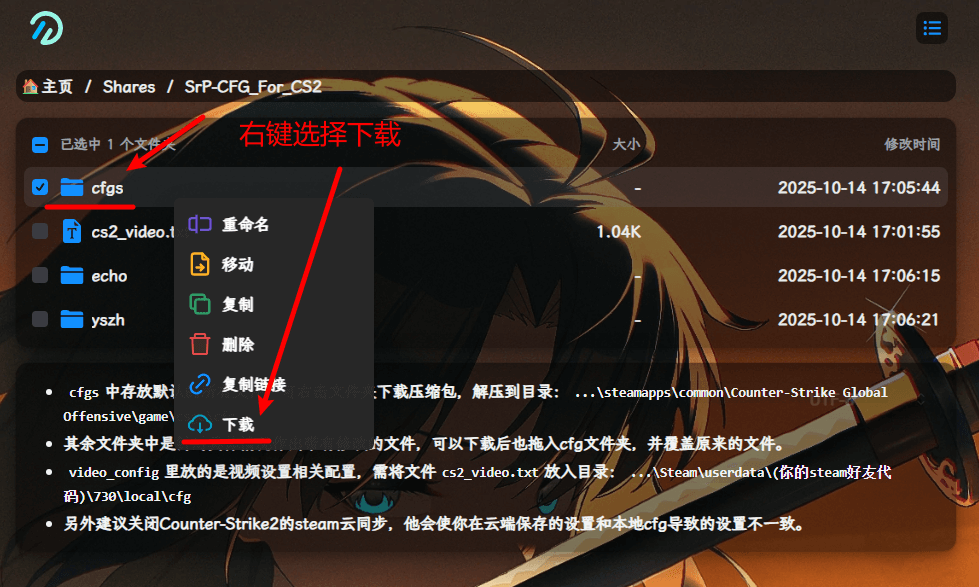 主页 / Shares / SrP-CFG_For_CS2
右键选择下载
已选中 1 个文件夹 大小 修改时间
cfgs - 2025-10-14 17:05:44
cs2_video.t 1.04K 2025-10-14 17:01:55
echo - 2025-10-14 17:06:15
yszh - 2025-10-14 17:06:21
重命名
移动
复制
删除
复制链接
下载
cfgs 中存放默 下载压缩包，解压到目录： ...\steamapps\common\Counter-Strike Global
Offensive\game\
其余文件夹中是 的文件，可以下载后也拖入cfg文件夹，并覆盖原来的文件。
video_config 里放的是视频设置相关配置，需将文件 cs2_video.txt 放入目录： ...\Steam\userdata\(你的steam好友代
码)\730\local\cfg
另外建议关闭Counter-Strike2的steam云同步，他会使你在云端保存的设置和本地cfg导致的设置不一致。